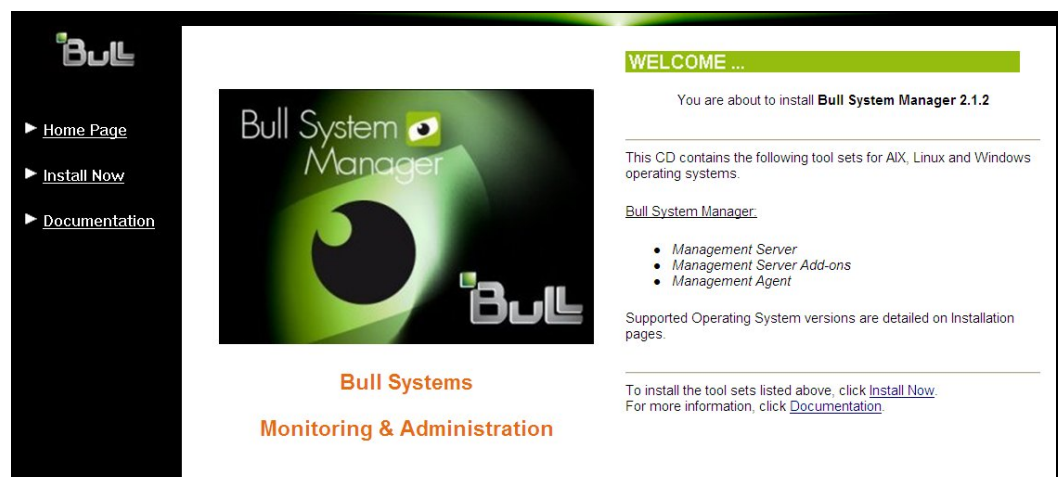 Bull
Home Page
Install Now
Documentation
Bull System
Manager
Bull
Bull Systems
Monitoring & Administration
WELCOME ...
You are about to install Bull System Manager 2.1.2
This CD contains the following tool sets for AIX, Linux and Windows
operating systems.
Bull System Manager:
● Management Server
● Management Server Add-ons
● Management Agent
Supported Operating System versions are detailed on Installation
pages.
To install the tool sets listed above, click Install Now.
For more information, click Documentation.